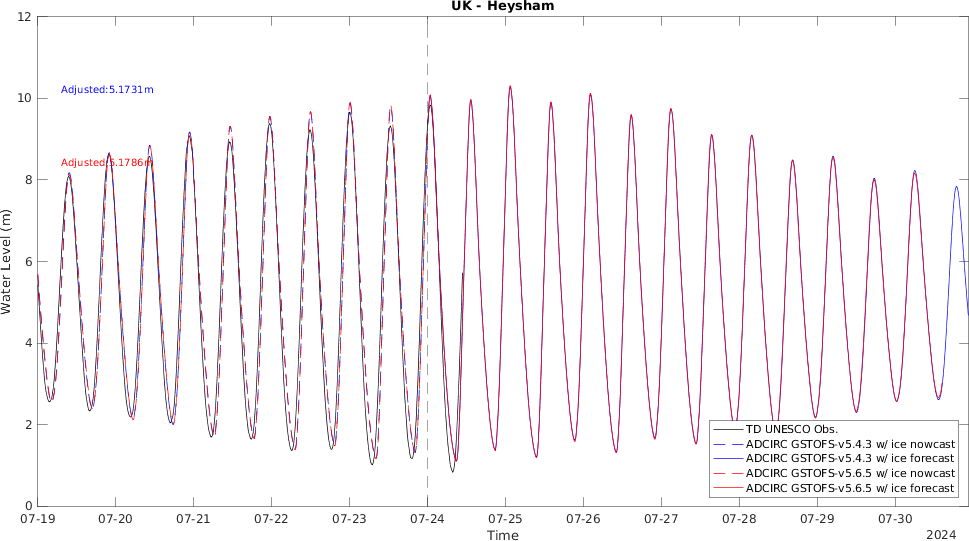 UK - Heysham
12
10
8
6
4
2
0
Water Level (m)
Adjusted:5.1731m
Adjusted:5.1786m
TD UNESCO Obs.
ADCIRC GSTOFS-v5.4.3 w/ ice nowcast
ADCIRC GSTOFS-v5.4.3 w/ ice forecast
ADCIRC GSTOFS-v5.6.5 w/ ice nowcast
ADCIRC GSTOFS-v5.6.5 w/ ice forecast
07-19 07-20 07-21 07-22 07-23 07-24 07-25 07-26 07-27 07-28 07-29 07-30
Time
2024